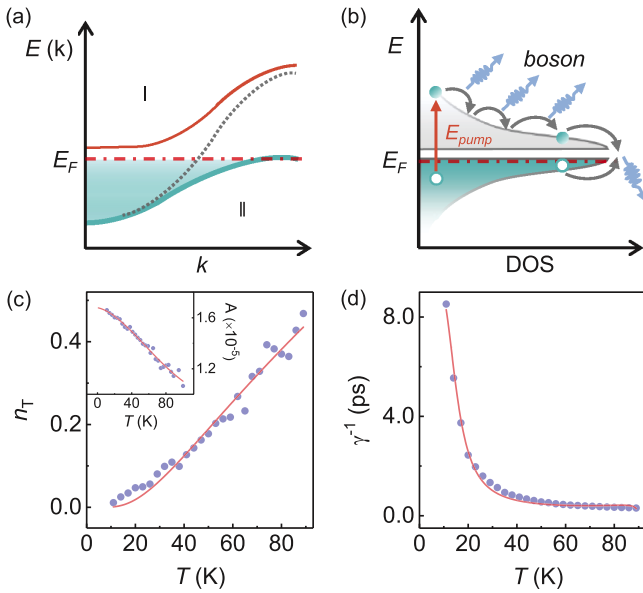 (a)
E (k)
I
E_F
II
k
(b)
E
boson
E_pump
E_F
DOS
(c)
n_T
0.4
0.2
0.0
0 20 40 60 80
T (K)
A (×10^-5)
1.6
1.2
0 40 80
T (K)
(d)
γ^-1 (ps)
8.0
4.0
0.0
0 20 40 60 80
T (K)